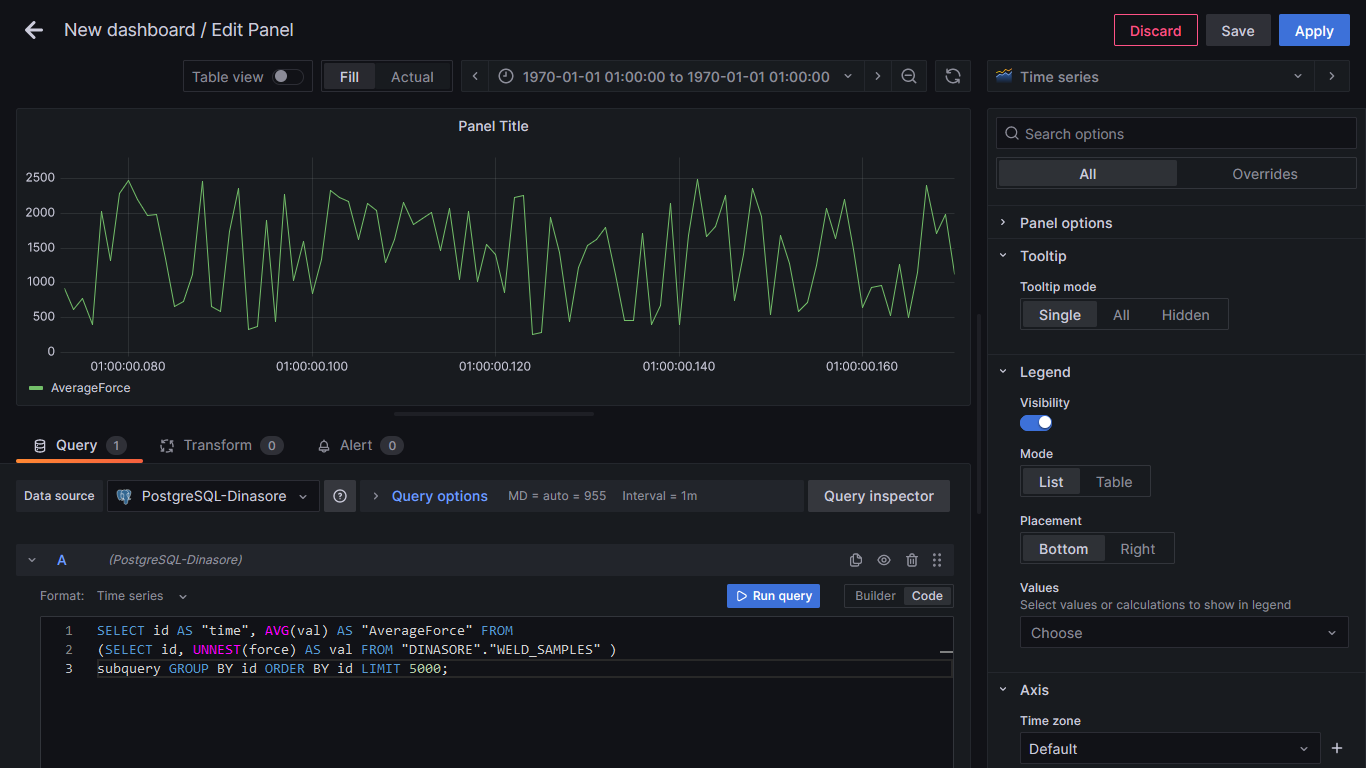 New dashboard / Edit Panel
Discard
Save
Apply
Table view
Fill
Actual
1970-01-01 01:00:00 to 1970-01-01 01:00:00
Time series
Panel Title
2500
2000
1500
1000
500
0
01:00:00.080
01:00:00.100
01:00:00.120
01:00:00.140
01:00:00.160
AverageForce
Query 1
Transform 0
Alert 0
Data source
PostgreSQL-Dinasore
Query options
MD = auto = 955
Interval = 1m
Query inspector
A
(PostgreSQL-Dinasore)
Format: Time series
Run query
Builder
Code
1 SELECT id AS "time", AVG(val) AS "AverageForce" FROM
2 (SELECT id, UNNEST(force) AS val FROM "DINASORE"."WELD_SAMPLES" )
3 subquery GROUP BY id ORDER BY id LIMIT 5000;
Search options
All
Overrides
Panel options
Tooltip
Tooltip mode
Single
All
Hidden
Legend
Visibility
Mode
List
Table
Placement
Bottom
Right
Values
Select values or calculations to show in legend
Choose
Axis
Time zone
Default